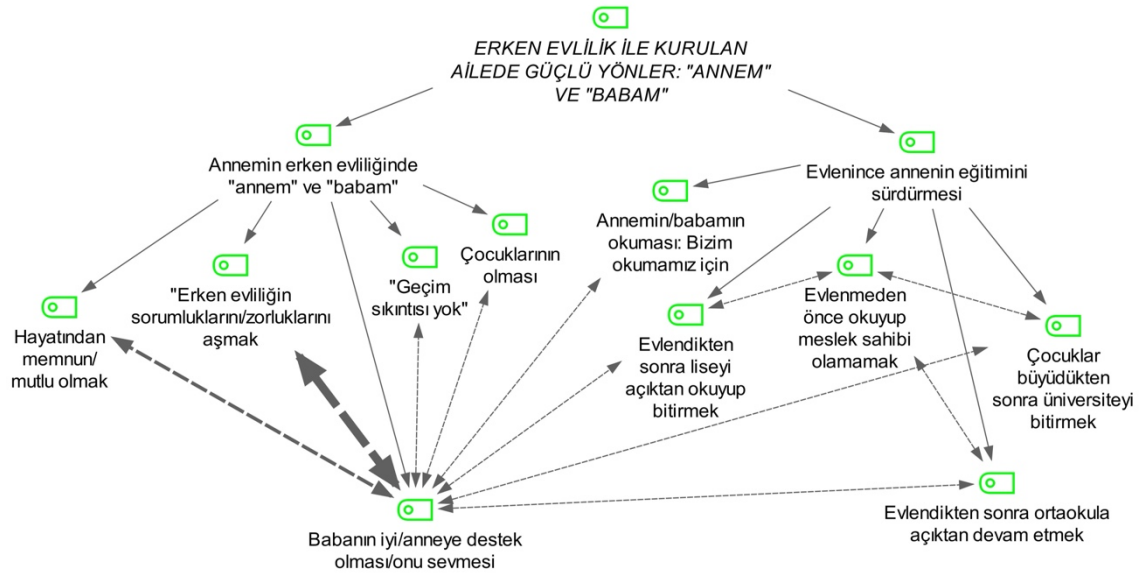 ERKEN EVLİLİK İLE KURULAN
AİLEDE GÜÇLÜ YÖNLER: "ANNEM"
VE "BABAM"
Annemin erken evliliğinde
"annem" ve "babam"
Evlenince annenin eğitimini
sürdürmesi
Hayatından
memnun/
mutlu olmak
"Erken evliliğin
sorumluklarını/zorluklarını
aşmak
"Geçim
sıkıntısı yok"
Çocuklarının
olması
Annemin/babamın
okuması: Bizim
okumamız için
Evlendikten
sonra liseyi
açıktan okuyup
bitirmek
Evlenmeden
önce okuyup
meslek sahibi
olamamak
Çocuklar
büyüdükten
sonra üniversiteyi
bitirmek
Babanın iyi/anneye destek
olması/onu sevmesi
Evlendikten sonra ortaokula
açıktan devam etmek